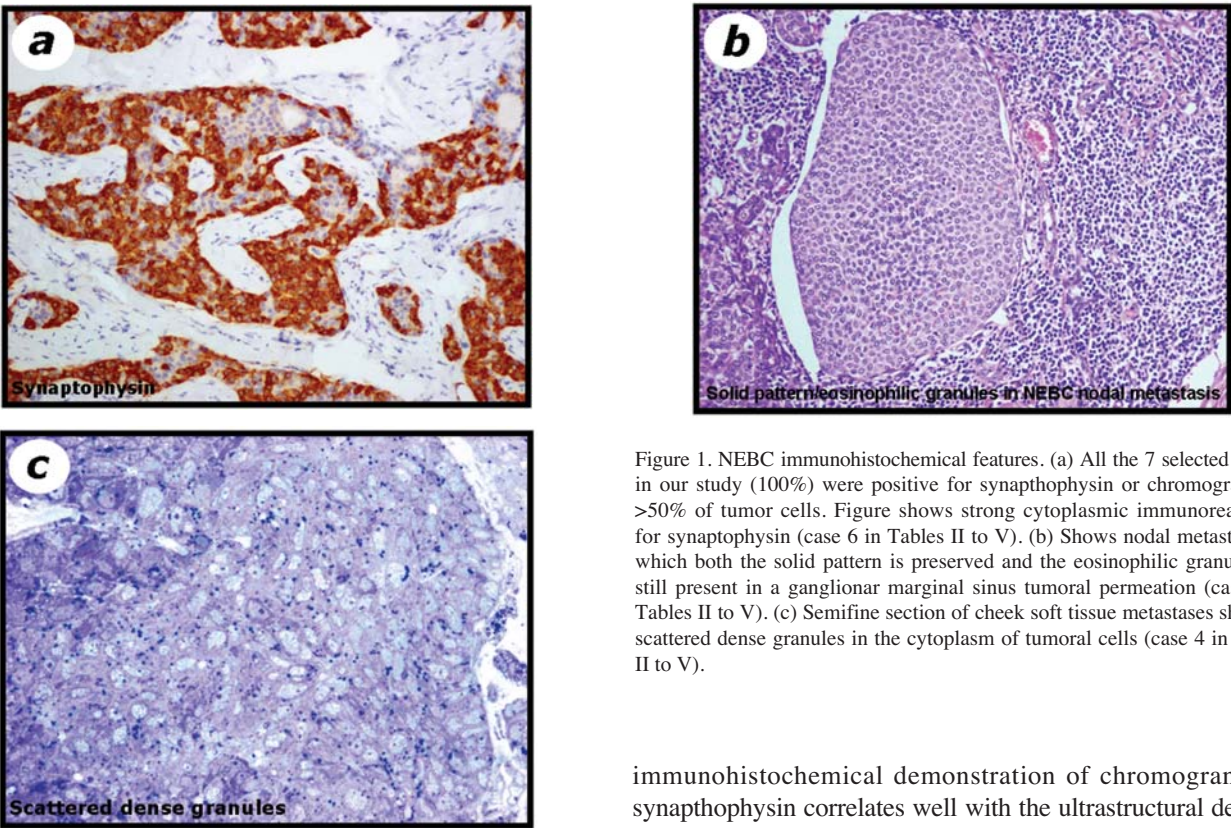 a
Synaptophysin
b
Solid pattern/eosinophilic granules in NEBC nodal metastasis
c
Scattered dense granules
Figure 1. NEBC immunohistochemical features. (a) All the 7 selected
in our study (100%) were positive for synapthophysin or chromogr
>50% of tumor cells. Figure shows strong cytoplasmic immunorea
for synaptophysin (case 6 in Tables II to V). (b) Shows nodal metast
which both the solid pattern is preserved and the eosinophilic granu
still present in a ganglionar marginal sinus tumoral permeation (ca
Tables II to V). (c) Semifine section of cheek soft tissue metastases sl
scattered dense granules in the cytoplasm of tumoral cells (case 4 in
II to V).
immunohistochemical demonstration of chromogran
synapthophysin correlates well with the ultrastructural de